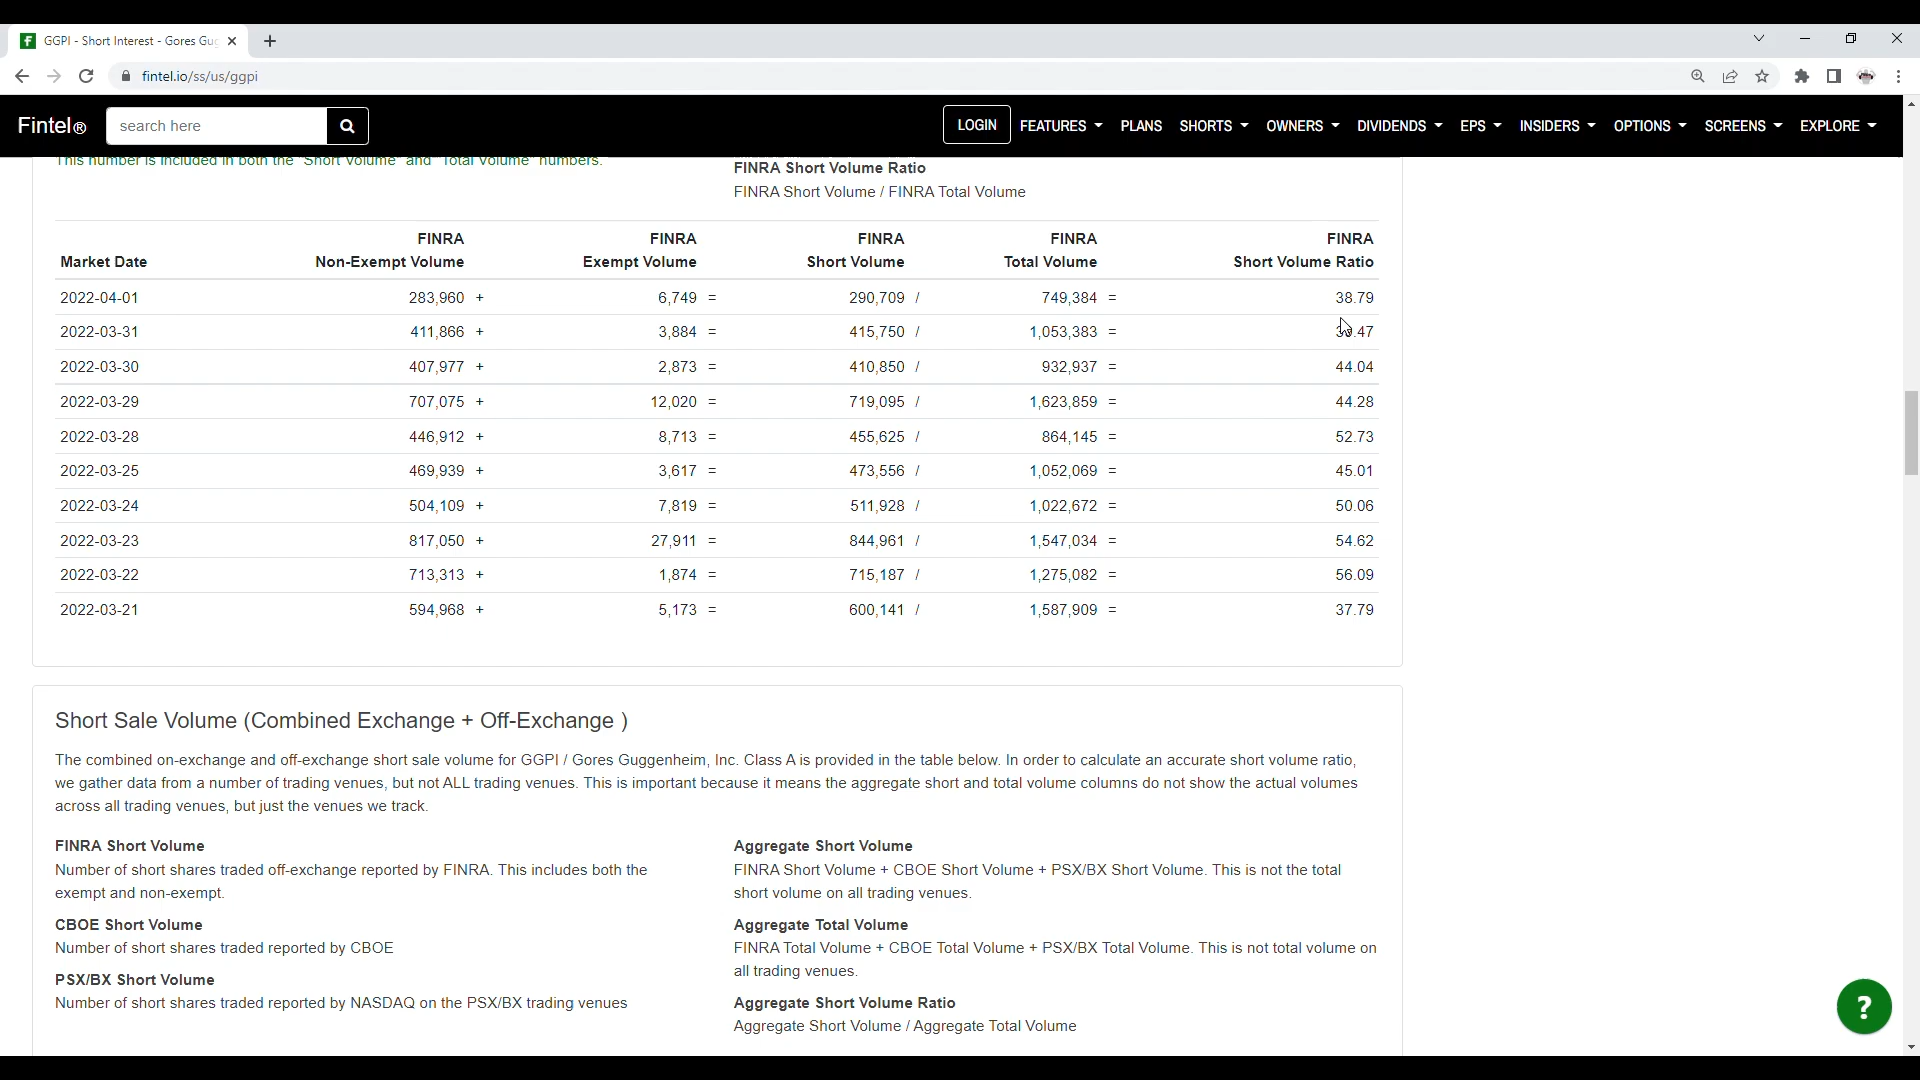 GGPI - Short Interest - Gores Gu
fintel.io/ss/us/ggpi
Fintel®
search here
LOGIN FEATURES PLANS SHORTS OWNERS DIVIDENDS EPS INSIDERS OPTIONS SCREENS EXPLORE
This number is included in both the "Short Volume" and "Total Volume" numbers.
FINRA Short Volume Ratio
FINRA Short Volume / FINRA Total Volume
FINRA FINRA FINRA FINRA FINRA
Market Date Non-Exempt Volume Exempt Volume Short Volume Total Volume Short Volume Ratio
2022-04-01 283,960 + 6,749 = 290,709 / 749,384 = 38.79
2022-03-31 411,866 + 3,884 = 415,750 / 1,053,383 = .47
2022-03-30 407,977 + 2,873 = 410,850 / 932,937 = 44.04
2022-03-29 707,075 + 12,020 = 719,095 / 1,623,859 = 44.28
2022-03-28 446,912 + 8,713 = 455,625 / 864,145 = 52.73
2022-03-25 469,939 + 3,617 = 473,556 / 1,052,069 = 45.01
2022-03-24 504,109 + 7,819 = 511,928 / 1,022,672 = 50.06
2022-03-23 817,050 + 27,911 = 844,961 / 1,547,034 = 54.62
2022-03-22 713,313 + 1,874 = 715,187 / 1,275,082 = 56.09
2022-03-21 594,968 + 5,173 = 600,141 / 1,587,909 = 37.79
Short Sale Volume (Combined Exchange + Off-Exchange )
The combined on-exchange and off-exchange short sale volume for GGPI / Gores Guggenheim, Inc. Class A is provided in the table below. In order to calculate an accurate short volume ratio,
we gather data from a number of trading venues, but not ALL trading venues. This is important because it means the aggregate short and total volume columns do not show the actual volumes
across all trading venues, but just the venues we track.
FINRA Short Volume
Number of short shares traded off-exchange reported by FINRA. This includes both the
exempt and non-exempt.
CBOE Short Volume
Number of short shares traded reported by CBOE
PSX/BX Short Volume
Number of short shares traded reported by NASDAQ on the PSX/BX trading venues
Aggregate Short Volume
FINRA Short Volume + CBOE Short Volume + PSX/BX Short Volume. This is not the total
short volume on all trading venues.
Aggregate Total Volume
FINRA Total Volume + CBOE Total Volume + PSX/BX Total Volume. This is not total volume on
all trading venues.
Aggregate Short Volume Ratio
Aggregate Short Volume / Aggregate Total Volume
?